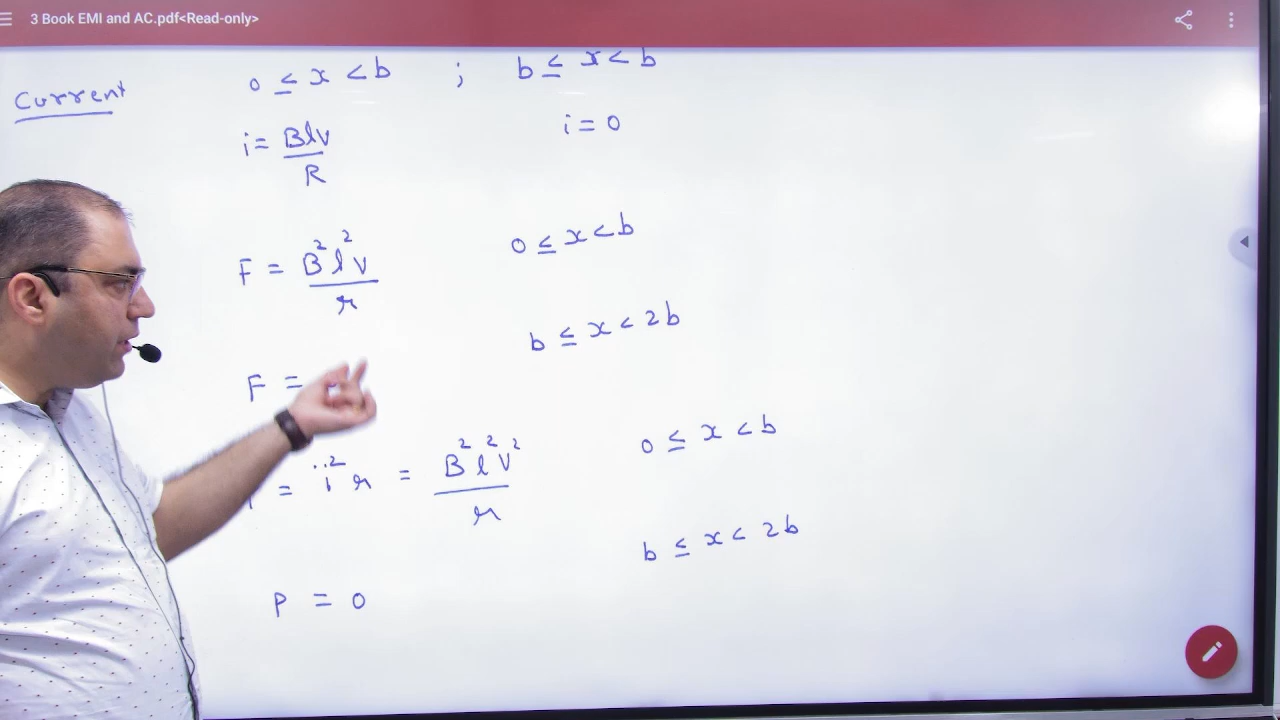 3 Book EMI and AC.pdf<Read-only>
Current 0 ≤ x < b ; b ≤ x < b
i = Blv/R i = 0
F = B²l²v/r 0 ≤ x < b
F = b ≤ x < 2b
= i²r = B²l²v²/r 0 ≤ x < b
b ≤ x < 2b
P = 0